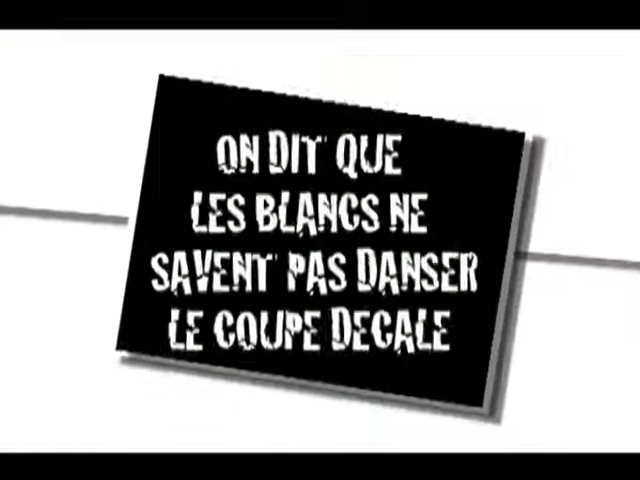 ON DIT QUE
LES BLANCS NE
SAVENT PAS DANSER
LE COUPE DECALE